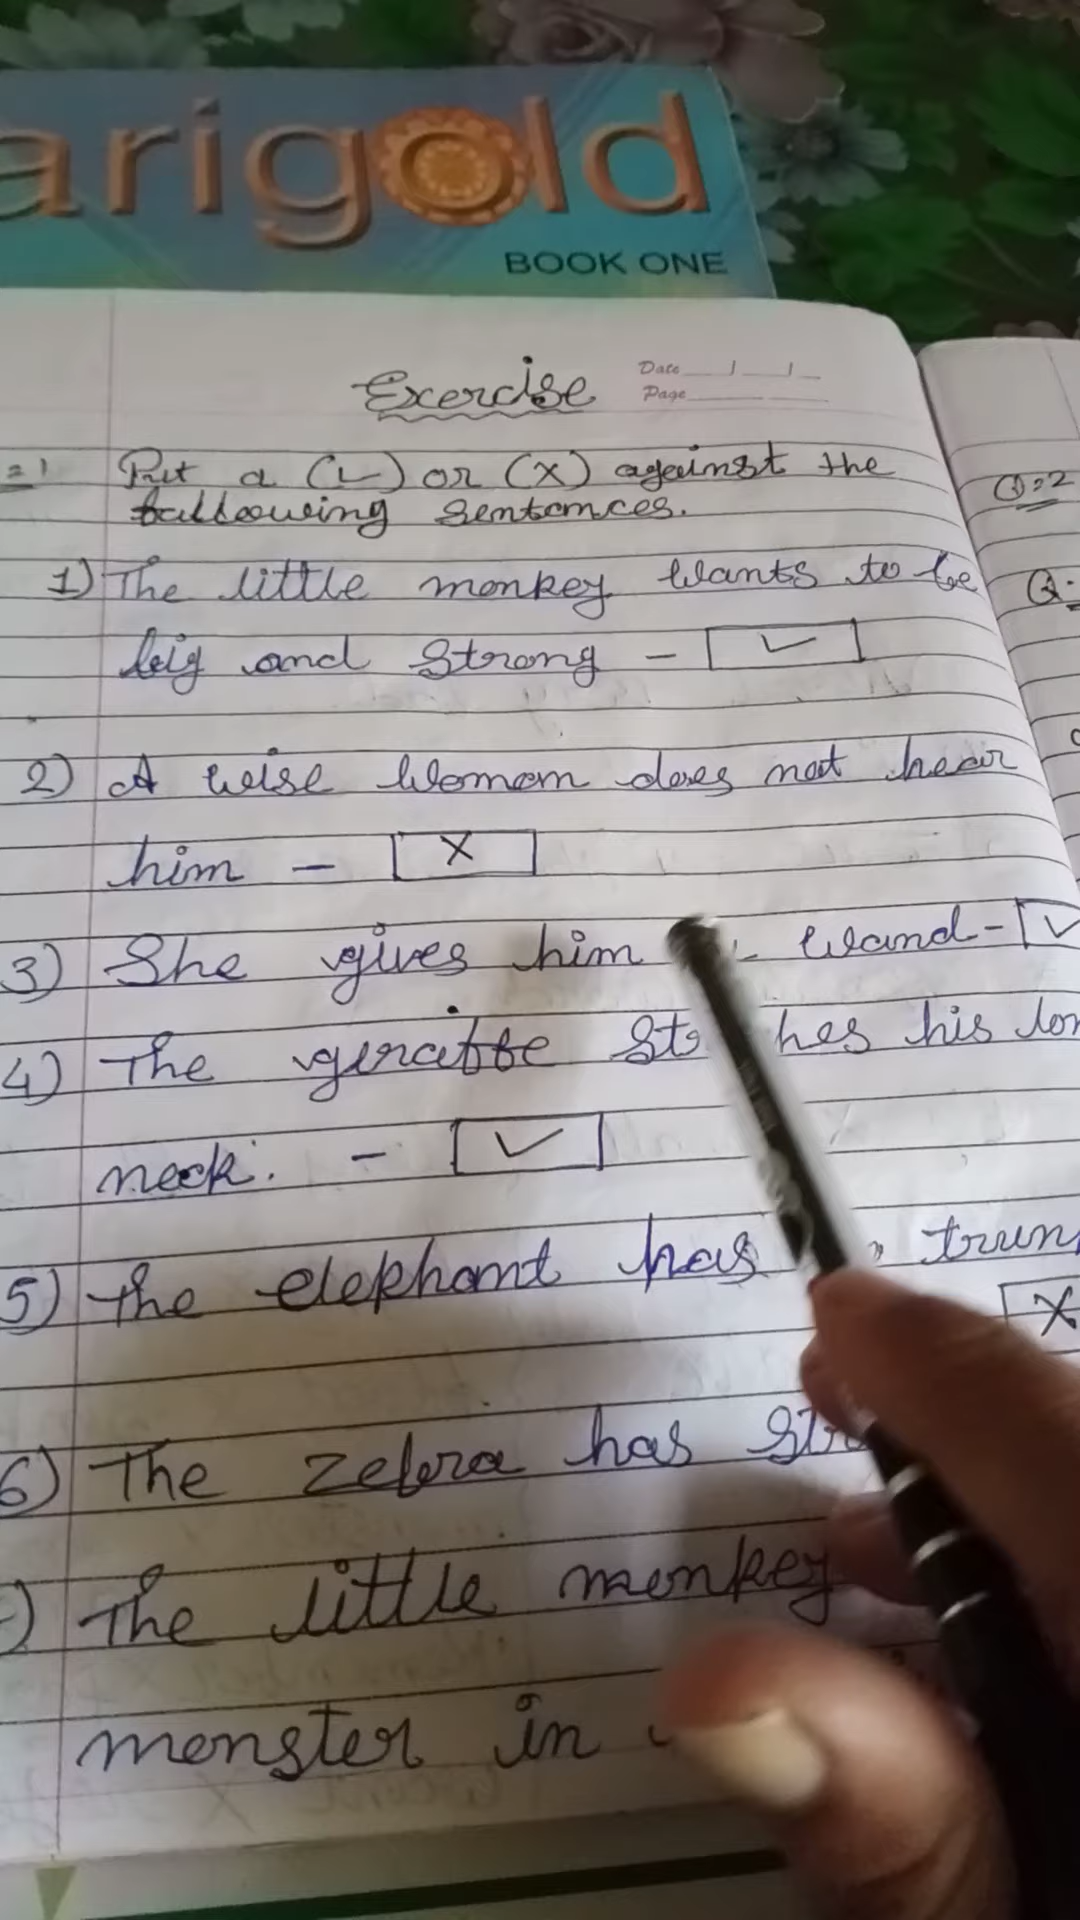 arigold
BOOK ONE
Exercise
Date
Page
=1 Put a (✓) or (X) against the
following sentences.
Q:2
1) The little monkey wants to be
Q.
big and strong - ✓
2) A wise woman does not hear
him - X
3) She gives him wand - ✓
4) The giraffe hes his
neck. - ✓
5) The elephant has
X
6) The zebra has
) The little monkey
monster in